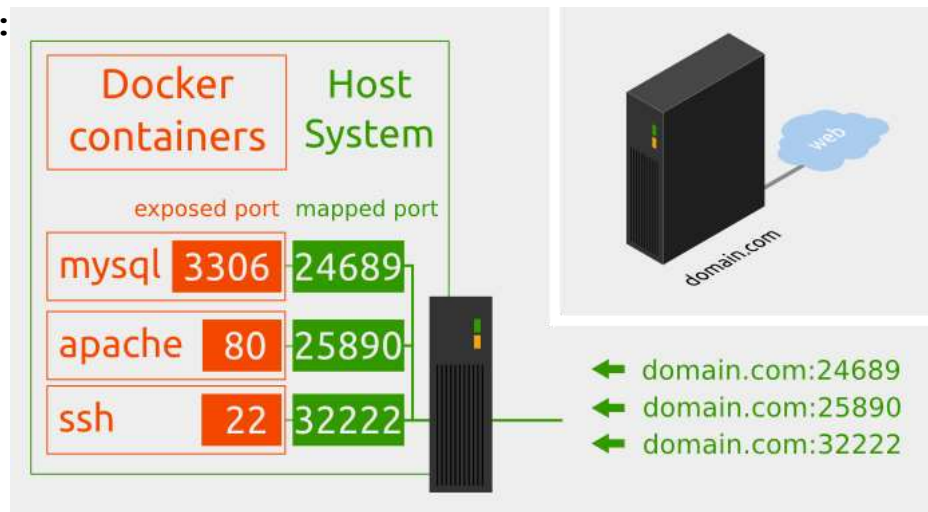 :
Docker
containers
Host
System
exposed port mapped port
mysql 3306 24689
apache 80 25890
ssh 22 32222
web
domain.com
domain.com:24689
domain.com:25890
domain.com:32222